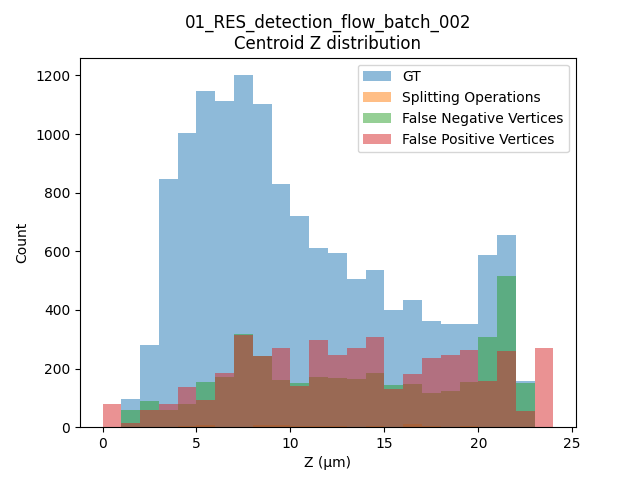 01_RES_detection_flow_batch_002
Centroid Z distribution
GT
Splitting Operations
False Negative Vertices
False Positive Vertices
Count
1200
1000
800
600
400
200
0
0 5 10 15 20 25
Z (μm)